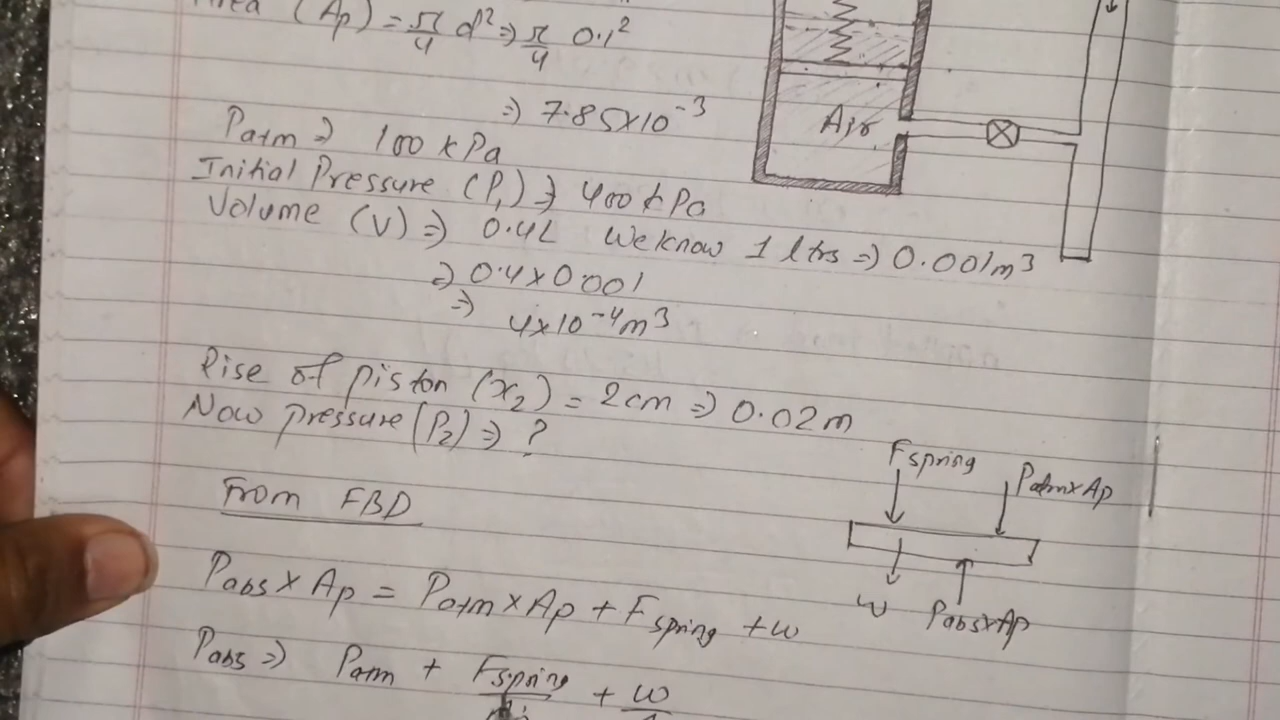 Area (Ap) = π/4 d² ⇒ π/4 0.1²
⇒ 7.85×10⁻³
Patm ⇒ 100 kPa
Initial Pressure (P₁) ⇒ 400 kPa
Volume (V) ⇒ 0.4L We know 1 ltrs ⇒ 0.001m³
⇒ 0.4×0.001
⇒ 4×10⁻⁴m³
Air
Rise of piston (x₂) = 2cm ⇒ 0.02m
Now pressure (P₂) ⇒ ?
From FBD
Fspring
Patm×Ap
w
Pabs×Ap
Pabs × Ap = Patm × Ap + Fspring + w
Pabs ⇒ Patm + Fspring + w